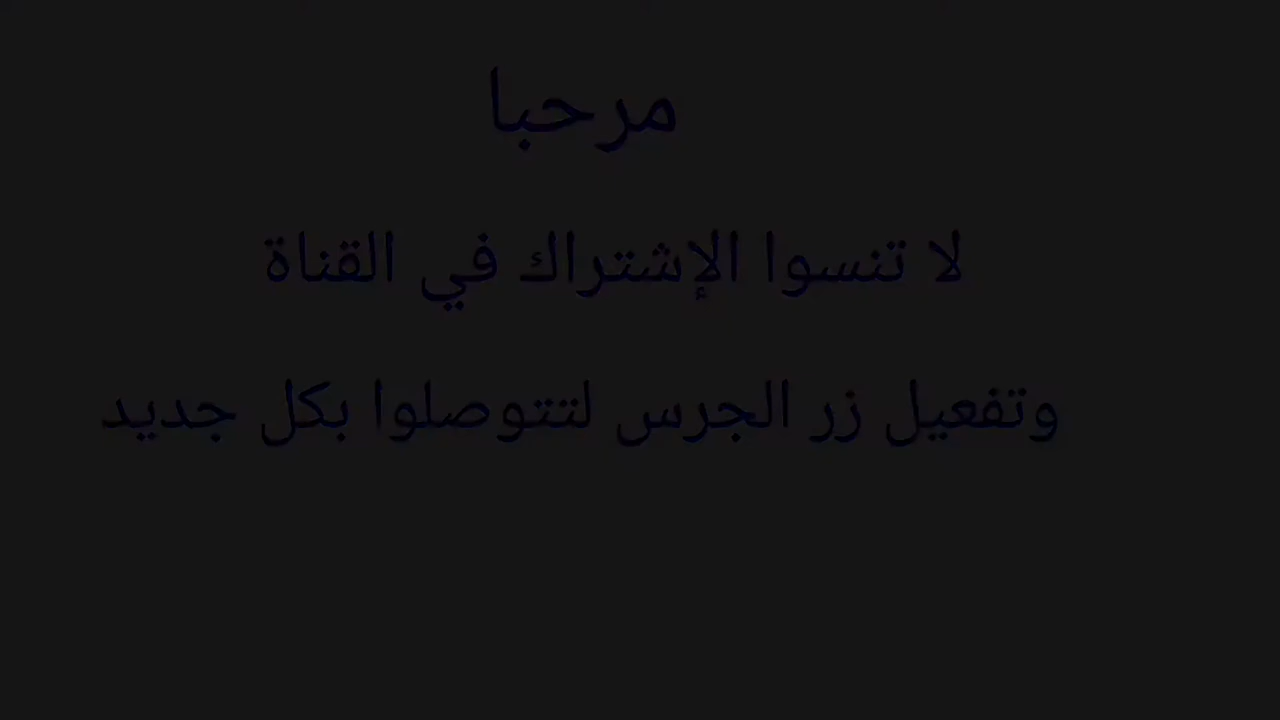 مرحبا
لا تنسوا الإشتراك في القناة
وتفعيل زر الجرس لتتوصلوا بكل جديد